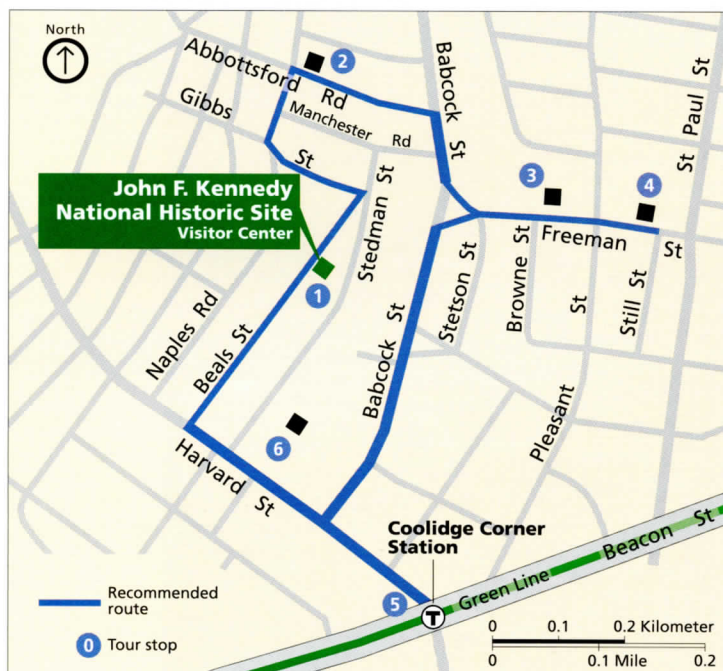 North
Abbottsford Rd
2
Babcock St
St Paul St
Gibbs St
Manchester Rd
John F. Kennedy
National Historic Site
Visitor Center
Stedman St
3
4
Freeman St
1
Naples Rd
Beals St
Babcock St
Stetson St
Browne St
Still St
Pleasant St
6
Harvard St
Coolidge Corner
Station
Beacon St
Green Line
5
T
Recommended
route
0 Tour stop
0 0.1 0.2 Kilometer
0 0.1 Mile 0.2